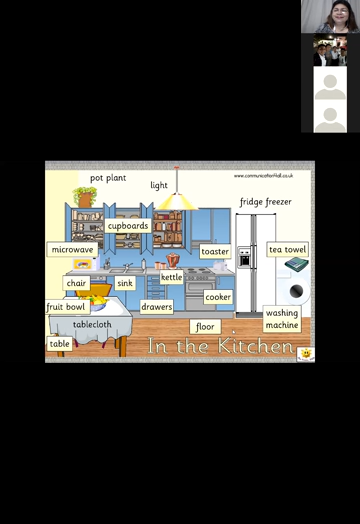 pot plant
light
www.communication4all.co.uk
fridge freezer
cupboards
microwave
toaster
tea towel
chair
sink
kettle
cooker
fruit bowl
drawers
washing
machine
tablecloth
floor
table
In the Kitchen